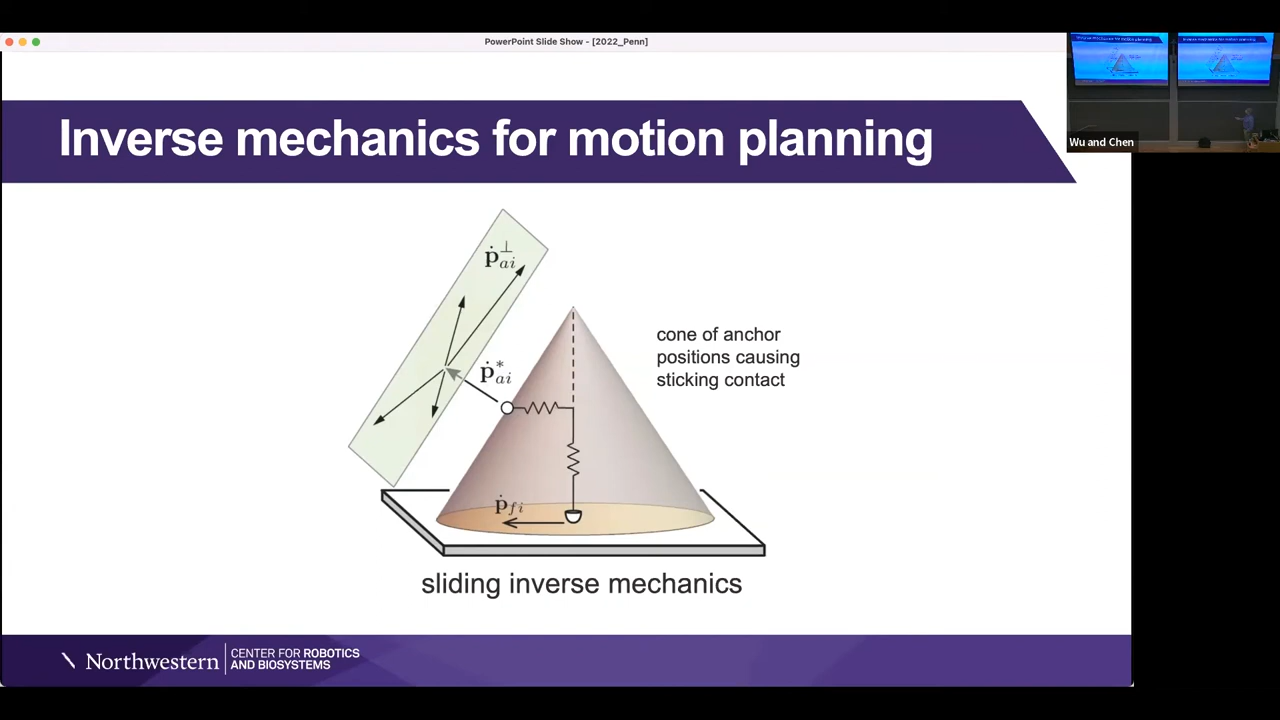 PowerPoint Slide Show - [2022_Penn]
Inverse mechanics for motion planning
Wu and Chen
ṗ⊥ai
ṗ*ai
cone of anchor
positions causing
sticking contact
ṗfi
sliding inverse mechanics
Northwestern
CENTER FOR ROBOTICS
AND BIOSYSTEMS